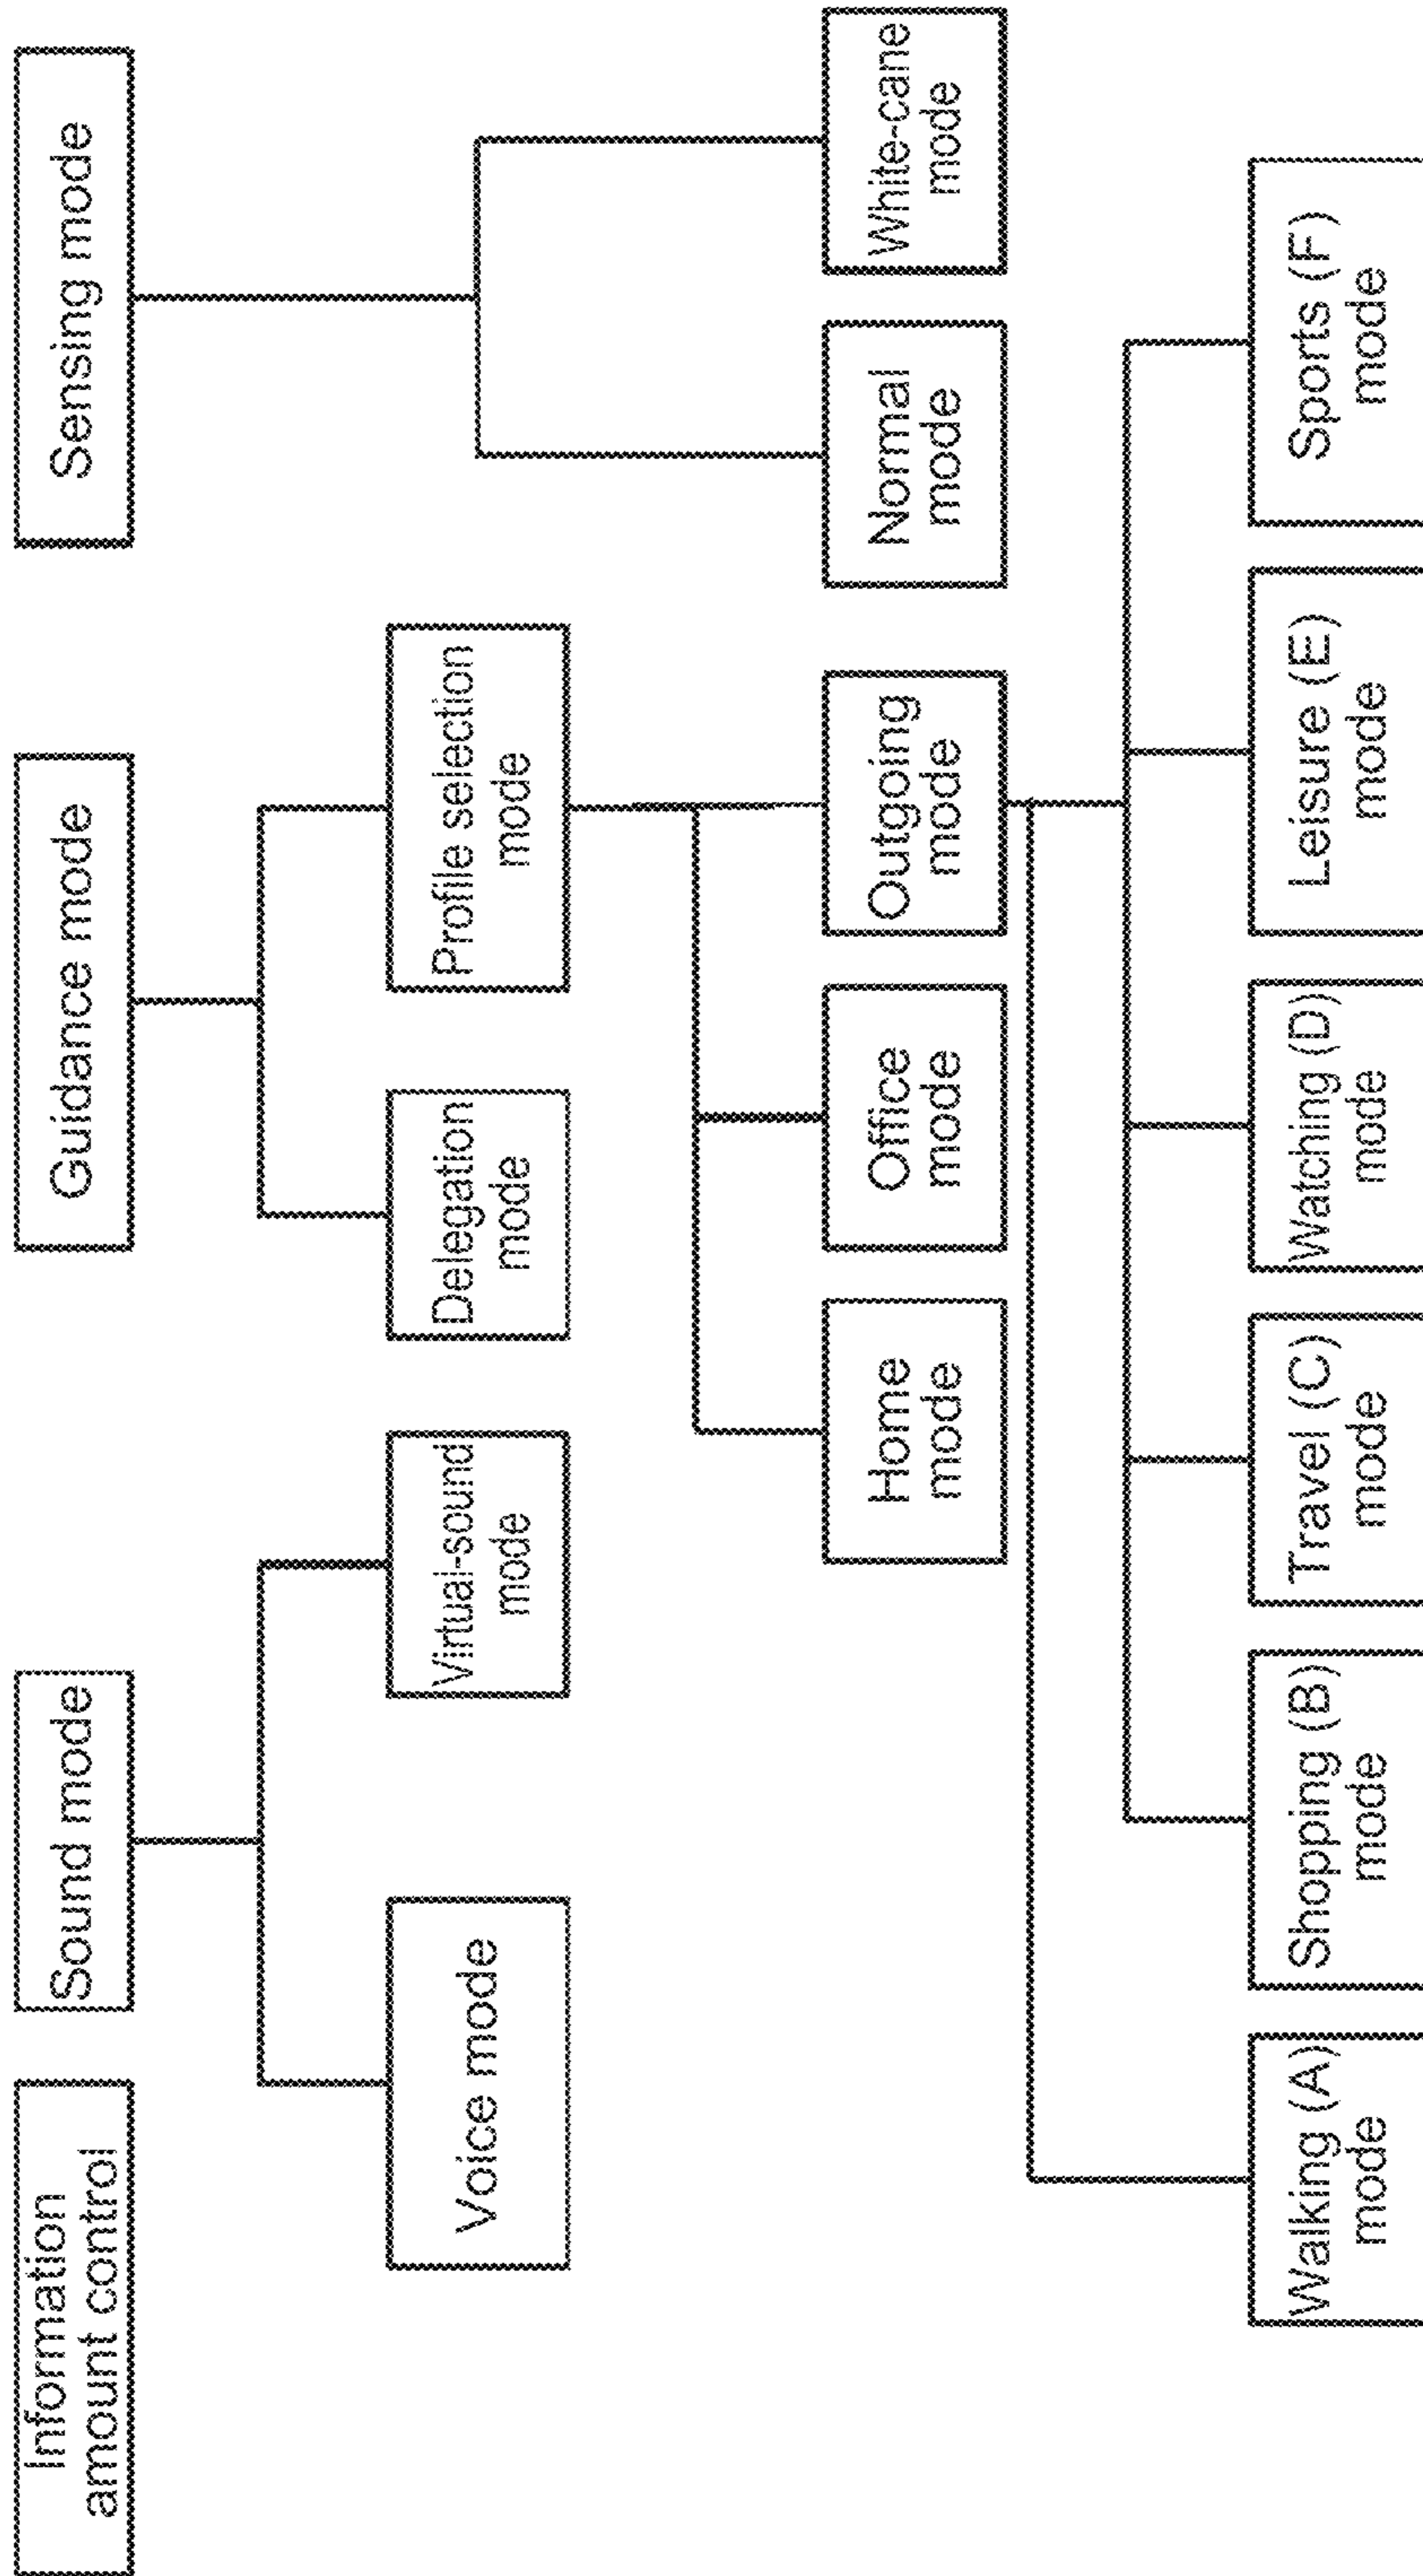 Information
amount control
Sound mode
Guidance mode
Sensing mode
Voice mode
Virtual-sound
mode
Delegation
mode
Profile selection
mode
Home
mode
Office
mode
Outgoing
mode
Normal
mode
White-cane
mode
Walking (A)
mode
Shopping (B)
mode
Travel (C)
mode
Watching (D)
mode
Leisure (E)
mode
Sports (F)
mode